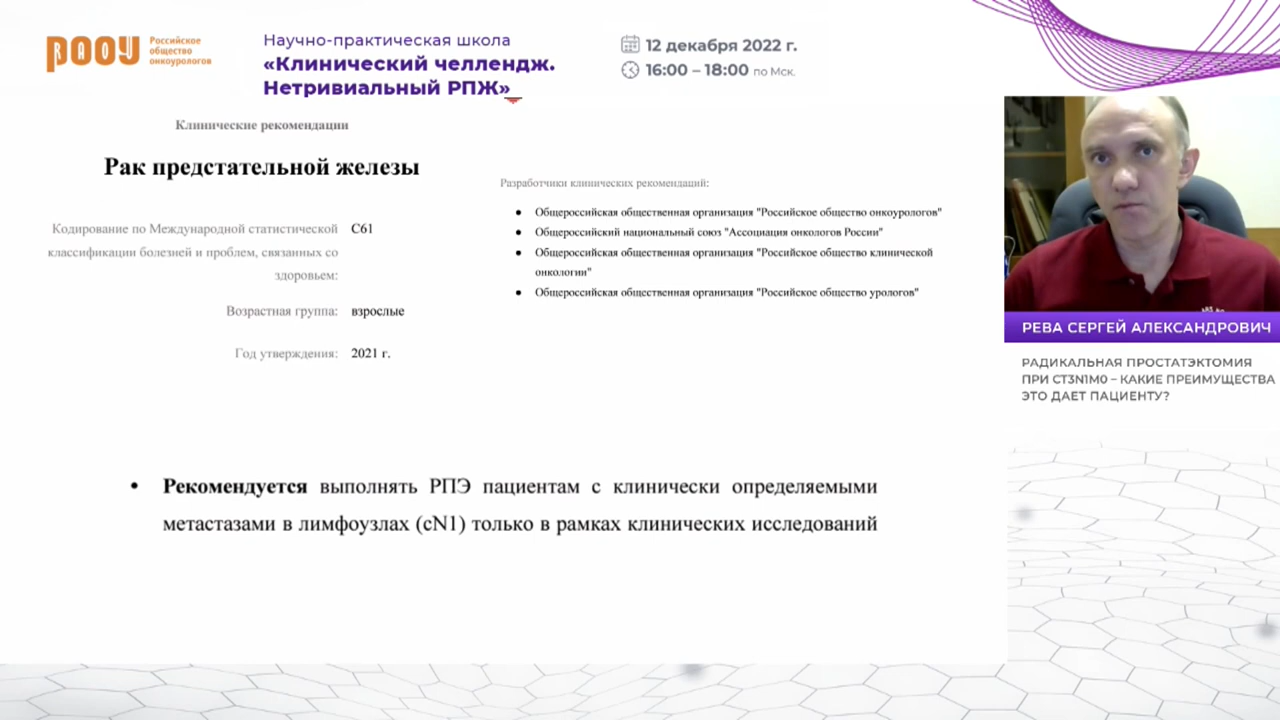 РАОУ
Российское
общество
онкоурологов
Научно-практическая школа
«Клинический челлендж.
Нетривиальный РПЖ»
12 декабря 2022 г.
16:00 – 18:00 по Мск.
Клинические рекомендации
Рак предстательной железы
Кодирование по Международной статистической
классификации болезней и проблем, связанных со
здоровьем:
C61
Возрастная группа:
взрослые
Год утверждения:
2021 г.
Разработчики клинических рекомендаций:
● Общероссийская общественная организация "Российское общество онкоурологов"
● Общероссийский национальный союз "Ассоциация онкологов России"
● Общероссийская общественная организация "Российское общество клинической
онкологии"
● Общероссийская общественная организация "Российское общество урологов"
РЕВА СЕРГЕЙ АЛЕКСАНДРОВИЧ
РАДИКАЛЬНАЯ ПРОСТАТЭКТОМИЯ
ПРИ CT3N1M0 – КАКИЕ ПРЕИМУЩЕСТВА
ЭТО ДАЕТ ПАЦИЕНТУ?
• Рекомендуется выполнять РПЭ пациентам с клинически определяемыми
метастазами в лимфоузлах (cN1) только в рамках клинических исследований